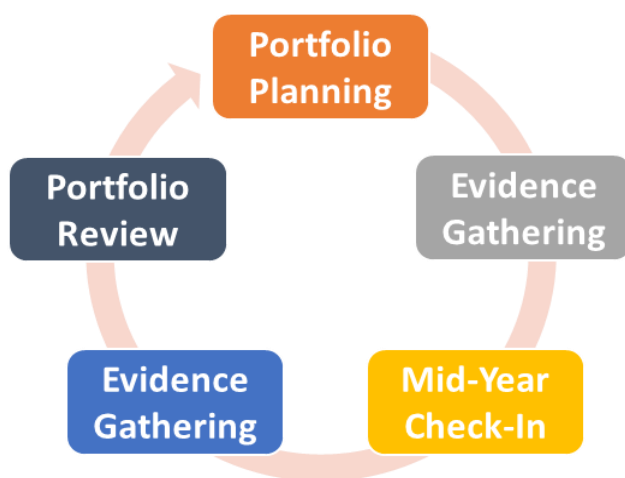 Portfolio
Planning
Evidence
Gathering
Mid-Year
Check-In
Evidence
Gathering
Portfolio
Review